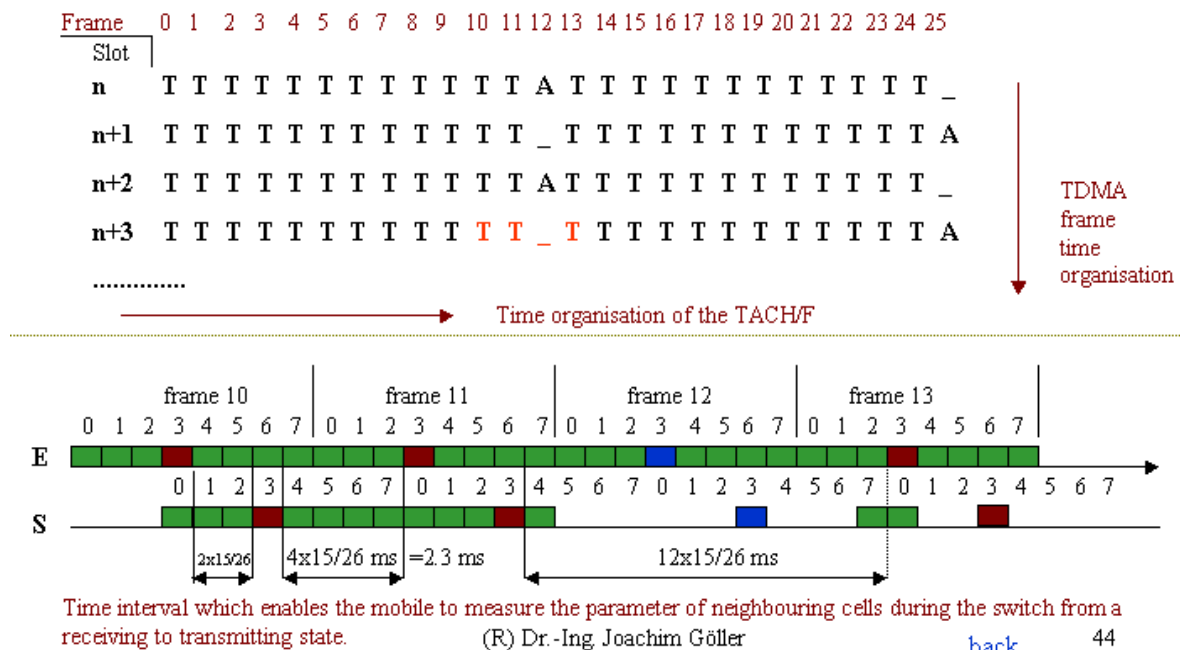 Frame 0 1 2 3 4 5 6 7 8 9 10 11 12 13 14 15 16 17 18 19 20 21 22 23 24 25
Slot
n T T T T T T T T T T T T A T T T T T T T T T T T T _
n+1 T T T T T T T T T T T T _ T T T T T T T T T T T T A
n+2 T T T T T T T T T T T T A T T T T T T T T T T T T _
n+3 T T T T T T T T T T T T _ T T T T T T T T T T T T A
..............
TDMA
frame
time
organisation
Time organisation of the TACH/F
frame 10 frame 11 frame 12 frame 13
0 1 2 3 4 5 6 7 0 1 2 3 4 5 6 7 0 1 2 3 4 5 6 7 0 1 2 3 4 5 6 7
E
0 1 2 3 4 5 6 7 0 1 2 3 4 5 6 7 0 1 2 3 4 5 6 7 0 1 2 3 4 5 6 7
S
2x15/26 4x15/26 ms =2.3 ms 12x15/26 ms
Time interval which enables the mobile to measure the parameter of neighbouring cells during the switch from a
receiving to transmitting state. (R) Dr.-Ing. Joachim Göller back 44